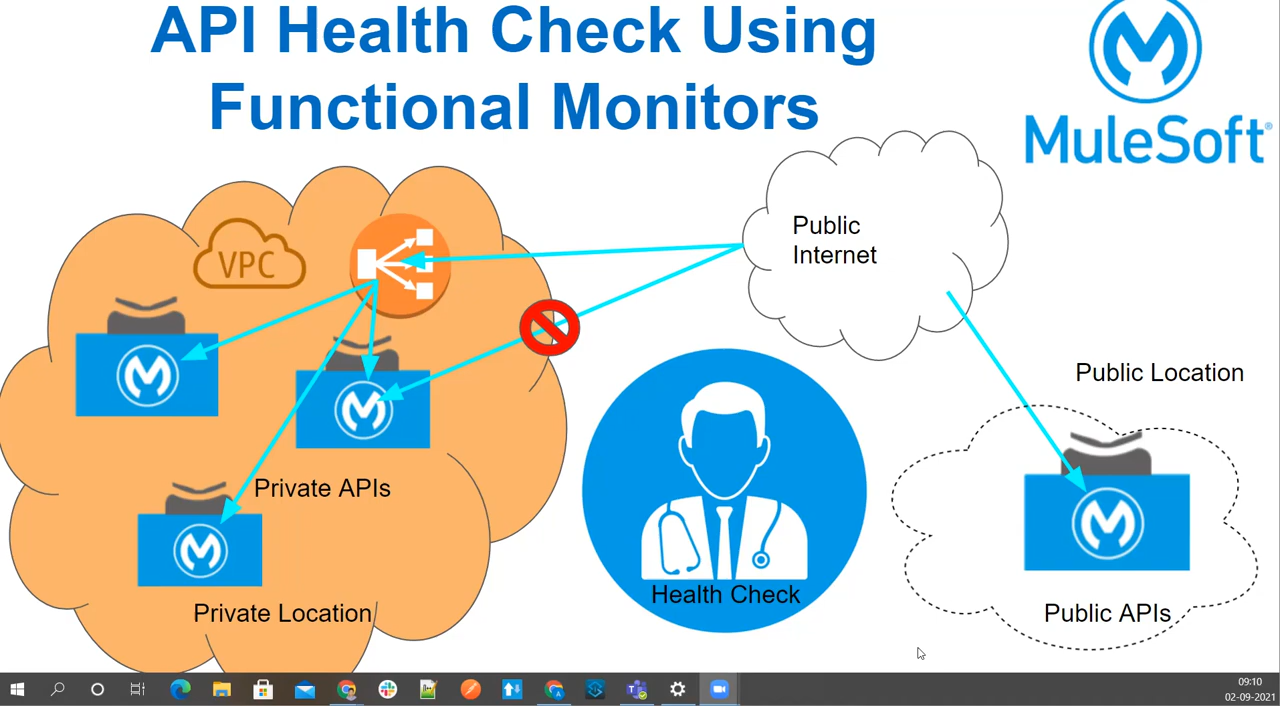 API Health Check Using
Functional Monitors
MuleSoft®
VPC
Public
Internet
Public Location
Private APIs
Health Check
Private Location
Public APIs
09:10
02-09-2021